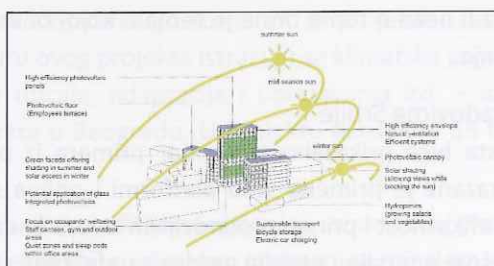 summer sun
High efficiency photovoltaic
panels
mid season sun
Photovoltaic floor
(Employees terrace)
winter sun
High efficiency envelope
Natural ventilation
Efficient systems
Photovoltaic canopy
Green facade offering
shading in summer and
solar access in winter
Solar shading
(allowing views while
blocking the sun)
Potential application of glass
integrated photovoltaics
Hydroponics
(growing salads
and vegetables)
Focus on occupants' wellbeing
Staff canteen, gym and outdoor
areas
Quiet zones and sleep pods
within office areas
Sustainable transport
Bicycle storage
Electric car charging